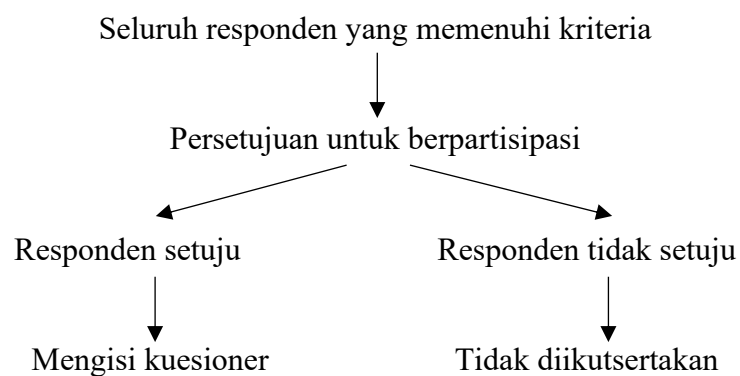 Seluruh responden yang memenuhi kriteria
Persetujuan untuk berpartisipasi
Responden setuju
Responden tidak setuju
Mengisi kuesioner
Tidak diikutsertakan